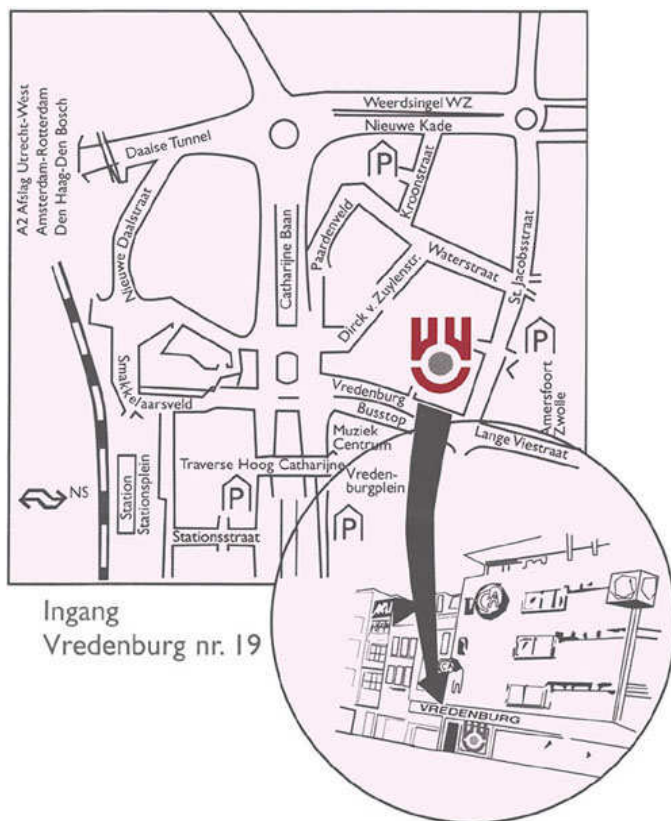 A2 Afslag Utrecht-West
Amsterdam-Rotterdam
Den Haag-Den Bosch
Daalse Tunnel
Weerdsingel WZ
Nieuwe Kade
P
Kroonstraat
Paardenveld
Catharijne Baan
Nieuwe Daalstraat
Dirck v. Zuylenstr.
Waterstraat
St. Jacobsstraat
P
Amersfoort
Zwolle
Smakkelaarsveld
Vredenburg
Busstop
Lange Viestraat
Muziek
Centrum
Traverse Hoog Catharijne
Vreden-
burgplein
NS
Station
Stationsplein
P
P
Stationsstraat
Ingang
Vredenburg nr. 19
VREDENBURG